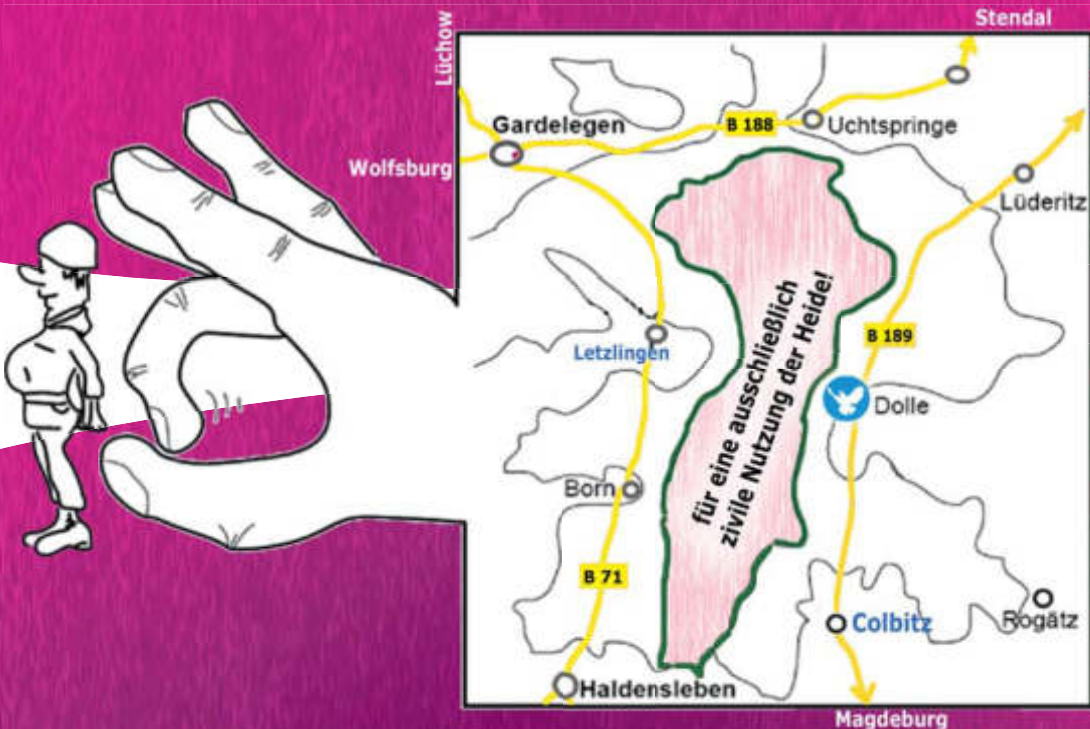 Stendal
Lüchow
Gardelegen
B 188
Uchtspringe
Wolfsburg
Lüderitz
für eine ausschließlich
zivile Nutzung der Heide!
B 189
Letzlingen
Dolle
Born
B 71
Colbitz
Rogätz
Haldensleben
Magdeburg